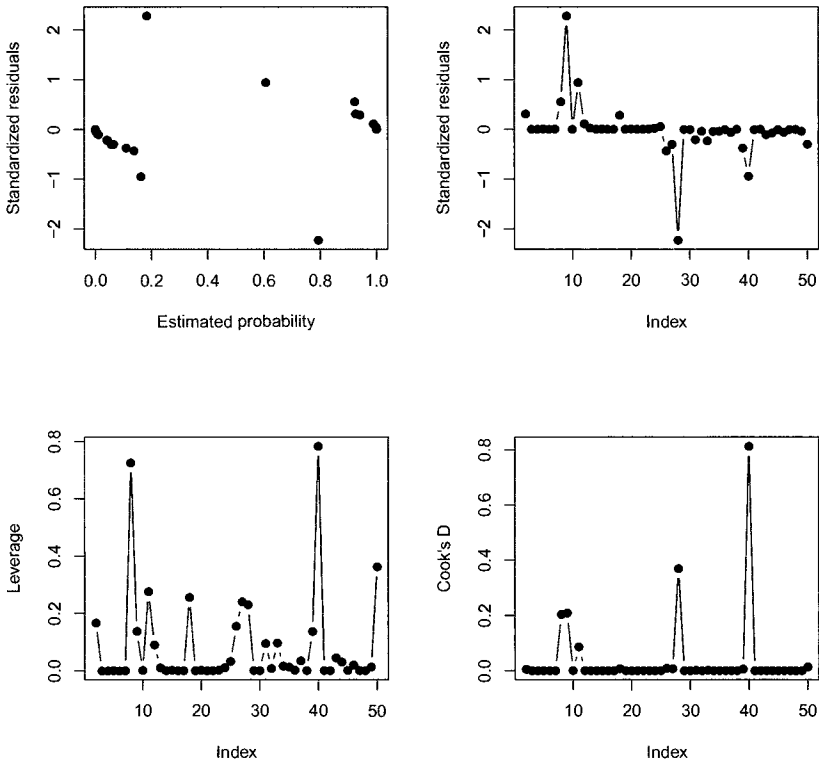 Standardized residuals
2
1
0
−1
−2
0.0 0.2 0.4 0.6 0.8 1.0
Estimated probability
Standardized residuals
2
1
0
−1
−2
10 20 30 40 50
Index
Leverage
0.8
0.6
0.4
0.2
0.0
10 20 30 40 50
Index
Cook's D
0.8
0.6
0.4
0.2
0.0
10 20 30 40 50
Index